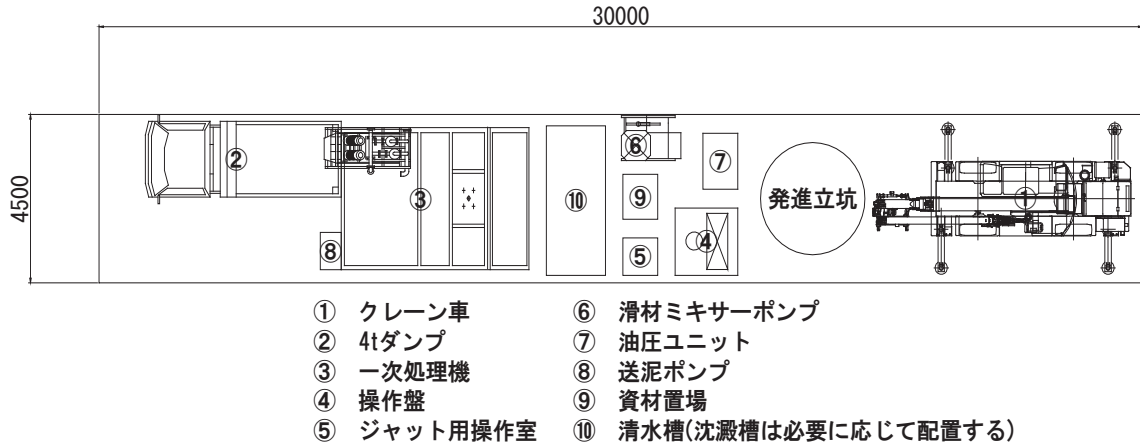 30000
4500
②
③
⑧
⑩
⑥
⑨
⑤
⑦
④
発進立坑
①
① クレーン車
② 4tダンプ
③ 一次処理機
④ 操作盤
⑤ ジャット用操作室
⑥ 滑材ミキサーポンプ
⑦ 油圧ユニット
⑧ 送泥ポンプ
⑨ 資材置場
⑩ 清水槽(沈澱槽は必要に応じて配置する)